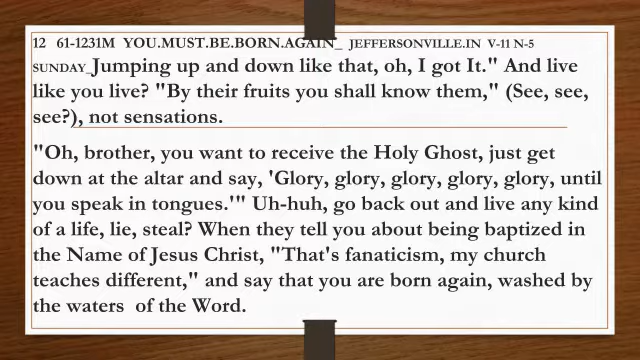 12 61-1231M YOU.MUST.BE.BORN.AGAIN_ JEFFERSONVILLE.IN V-11 N-5
SUNDAY_Jumping up and down like that, oh, I got It." And live
like you live? "By their fruits you shall know them," (See, see,
see?), not sensations.
"Oh, brother, you want to receive the Holy Ghost, just get
down at the altar and say, 'Glory, glory, glory, glory, glory, until
you speak in tongues.'" Uh-huh, go back out and live any kind
of a life, lie, steal? When they tell you about being baptized in
the Name of Jesus Christ, "That's fanaticism, my church
teaches different," and say that you are born again, washed by
the waters of the Word.